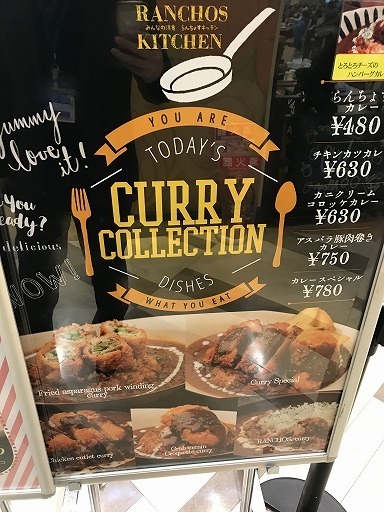 RANCHOS
みんなの洋食 らんちょすキッチン
KITCHEN
とろとろチーズの
ハンバーグカレー
らんちょす
カレー
¥480
チキンカツカレー
¥630
カニクリーム
コロッケカレー
¥630
アスパラ豚肉巻き
カレー
¥750
カレースペシャル
¥780
yummy
love it!
YOU ARE
TODAY'S
CURRY
COLLECTION
DISHES
WHAT YOU EAT
you
ready?
delicious
WOW!
Fried asparagus pork winding
curry
Curry Special
Chicken cutlet curry
Crab cream
Croquette curry
RANCHOS curry